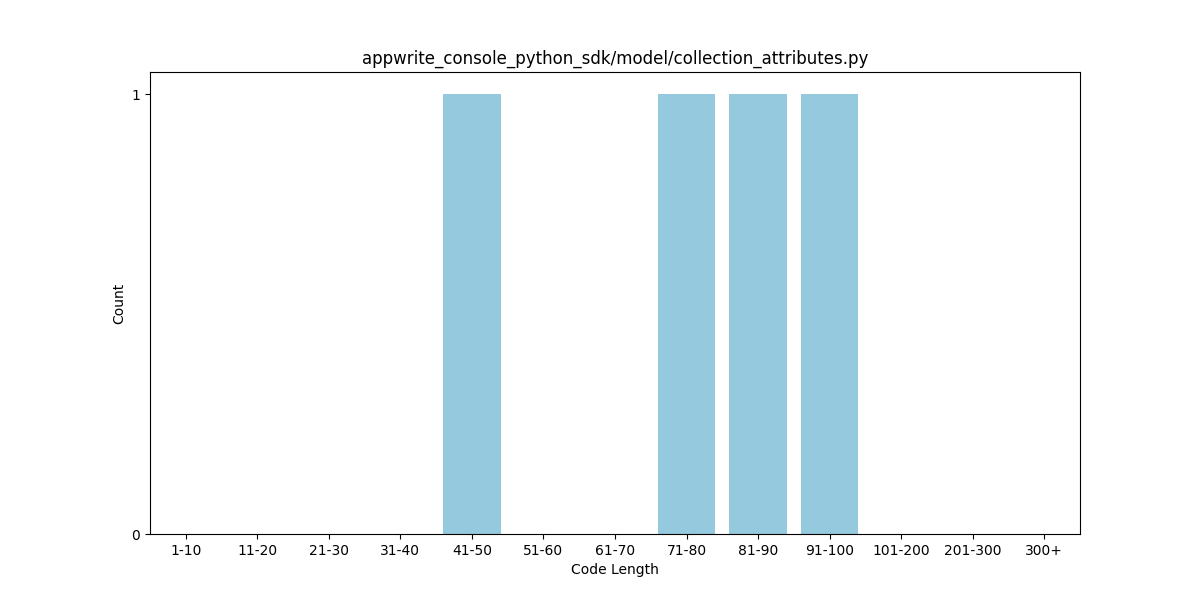 appwrite_console_python_sdk/model/collection_attributes.py
Count
1
0
1-10 11-20 21-30 31-40 41-50 51-60 61-70 71-80 81-90 91-100 101-200 201-300 300+
Code Length